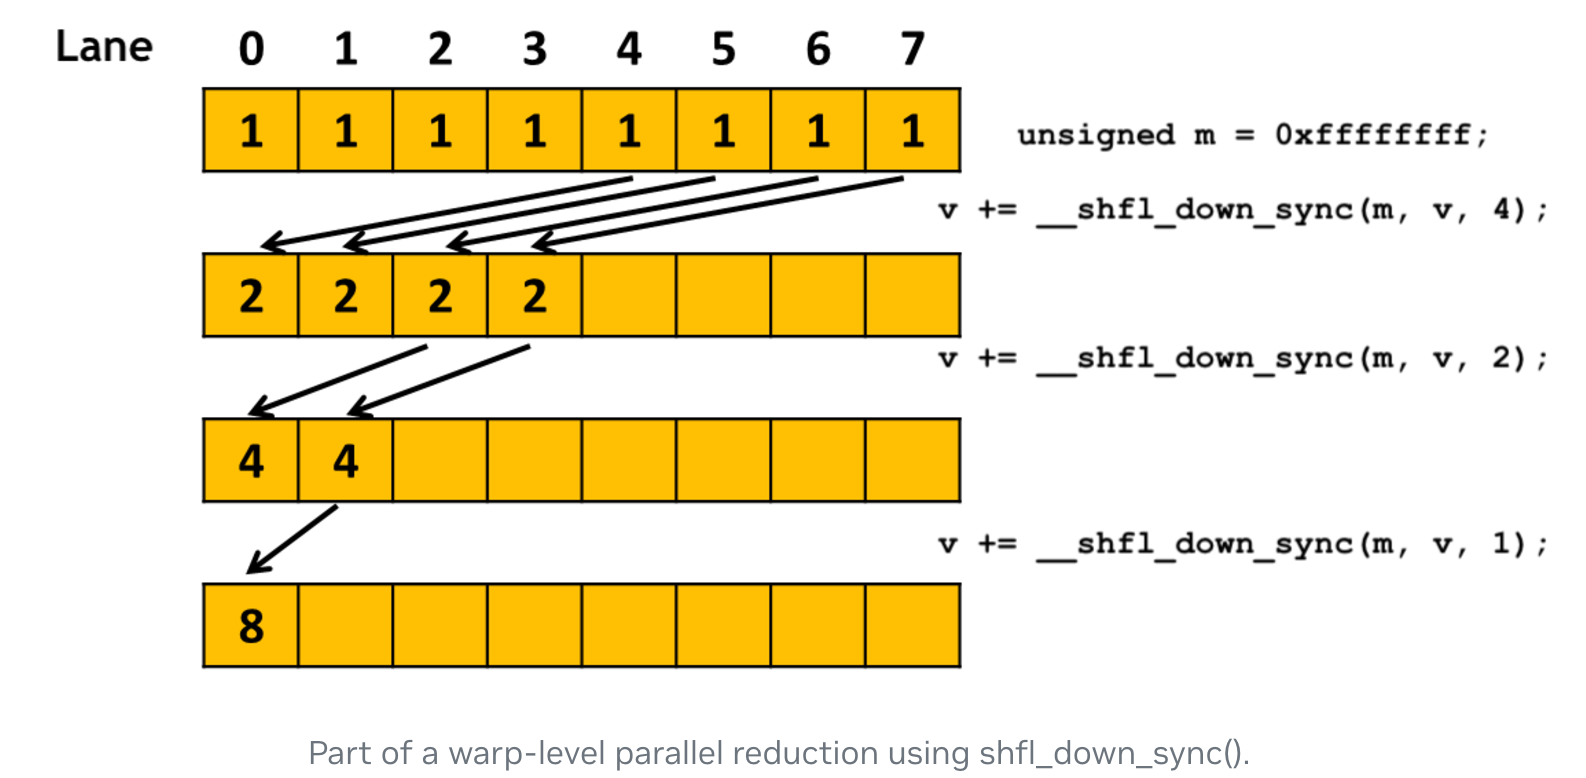 Lane 0 1 2 3 4 5 6 7
1 1 1 1 1 1 1 1
unsigned m = 0xffffffff;
v += __shfl_down_sync(m, v, 4);
2 2 2 2
v += __shfl_down_sync(m, v, 2);
4 4
v += __shfl_down_sync(m, v, 1);
8
Part of a warp-level parallel reduction using shfl_down_sync().